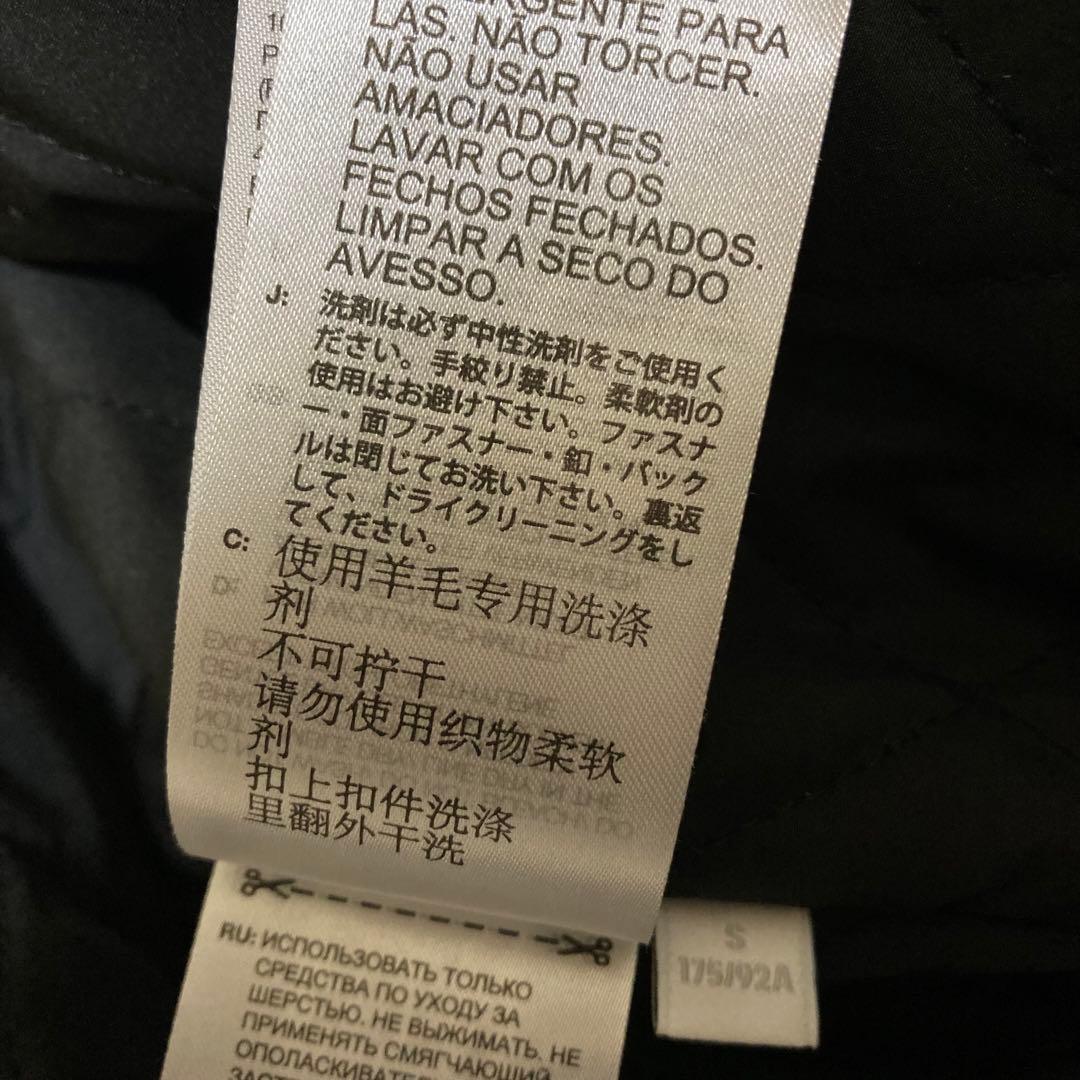 PARA
LAS. NÃO TORCER.
NÃO USAR
AMACIADORES.
LAVAR COM OS
FECHOS FECHADOS.
LIMPAR A SECO DO
AVESSO.
J: 洗剤は必ず中性洗剤をご使用く
ださい。手絞り禁止。柔軟剤の
使用はお避け下さい。ファスナ
ー・面ファスナー・釦・バック
ルは閉じてお洗い下さい。裏返
して、ドライクリーニングをし
てください。
C: 使用羊毛专用洗涤
剂
不可拧干
请勿使用织物柔软
剂
扣上扣件洗涤
里翻外干洗
RU: ИСПОЛЬЗОВАТЬ ТОЛЬКО
СРЕДСТВА ПО УХОДУ ЗА
ШЕРСТЬЮ. НЕ ВЫЖИМАТЬ. НЕ
ПРИМЕНЯТЬ СМЯГЧАЮЩИЙ
S
175/92A